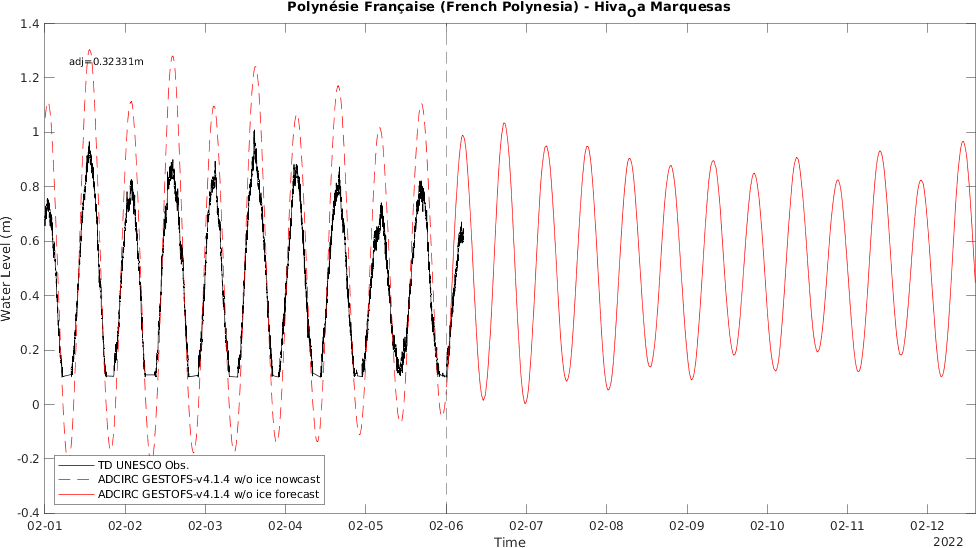 Polynésie Française (French Polynesia) - Hiva_Oa Marquesas
1.4
1.2
1
0.8
0.6
0.4
0.2
0
-0.2
-0.4
Water Level (m)
adj=0.32331m
TD UNESCO Obs.
ADCIRC GESTOFS-v4.1.4 w/o ice nowcast
ADCIRC GESTOFS-v4.1.4 w/o ice forecast
02-01 02-02 02-03 02-04 02-05 02-06 02-07 02-08 02-09 02-10 02-11 02-12
Time
2022